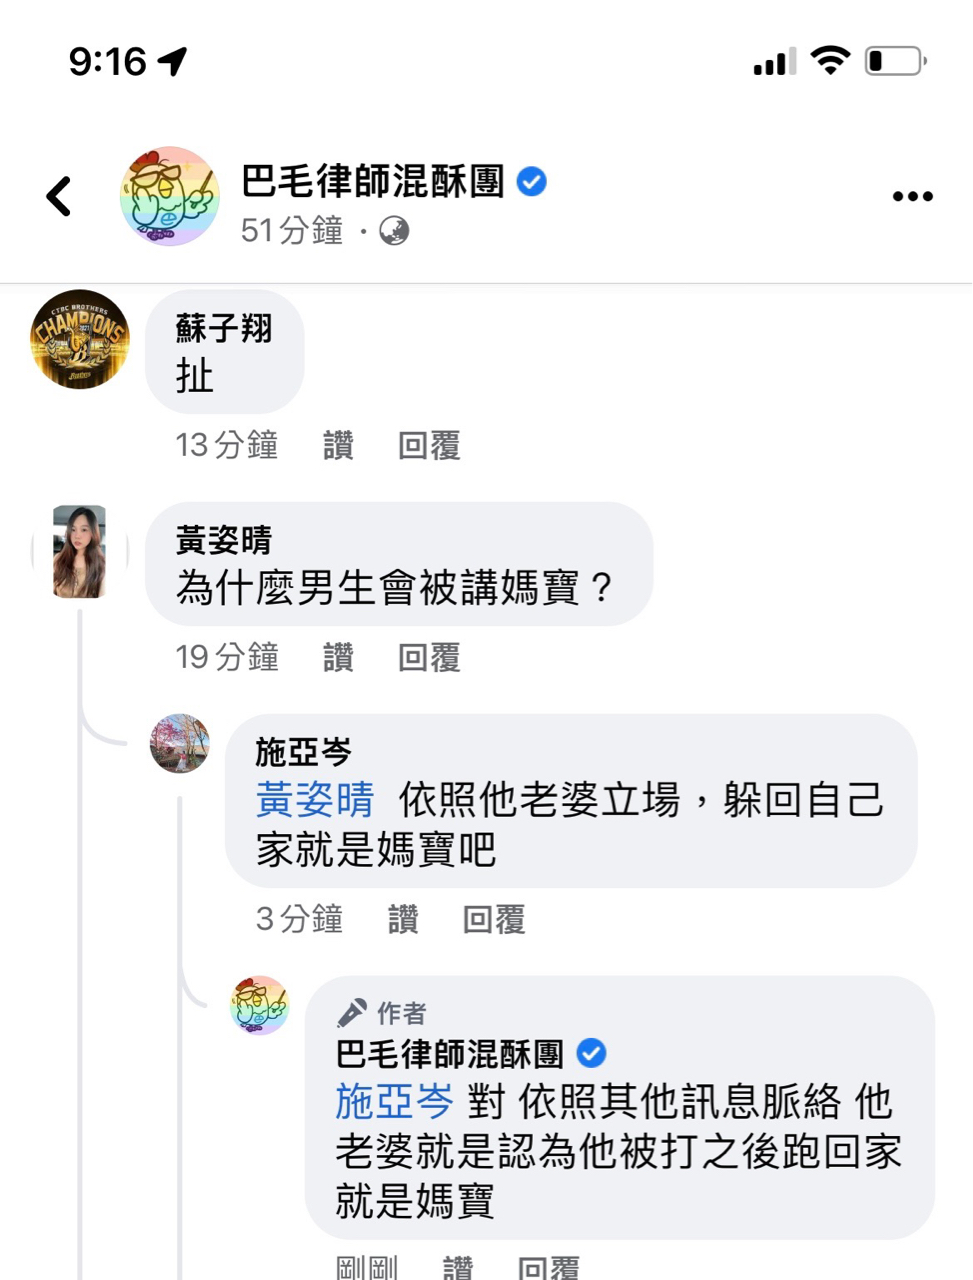 9:16
巴毛律師混酥團
51分鐘 ·
CTBC BROTHERS
CHAMPIONS
2021
蘇子翔
扯
13分鐘 讚 回覆
黃姿晴
為什麼男生會被講媽寶？
19分鐘 讚 回覆
施亞岑
黃姿晴 依照他老婆立場，躲回自己
家就是媽寶吧
3分鐘 讚 回覆
作者
巴毛律師混酥團
施亞岑 對 依照其他訊息脈絡 他
老婆就是認為他被打之後跑回家
就是媽寶
剛剛 讚 回覆